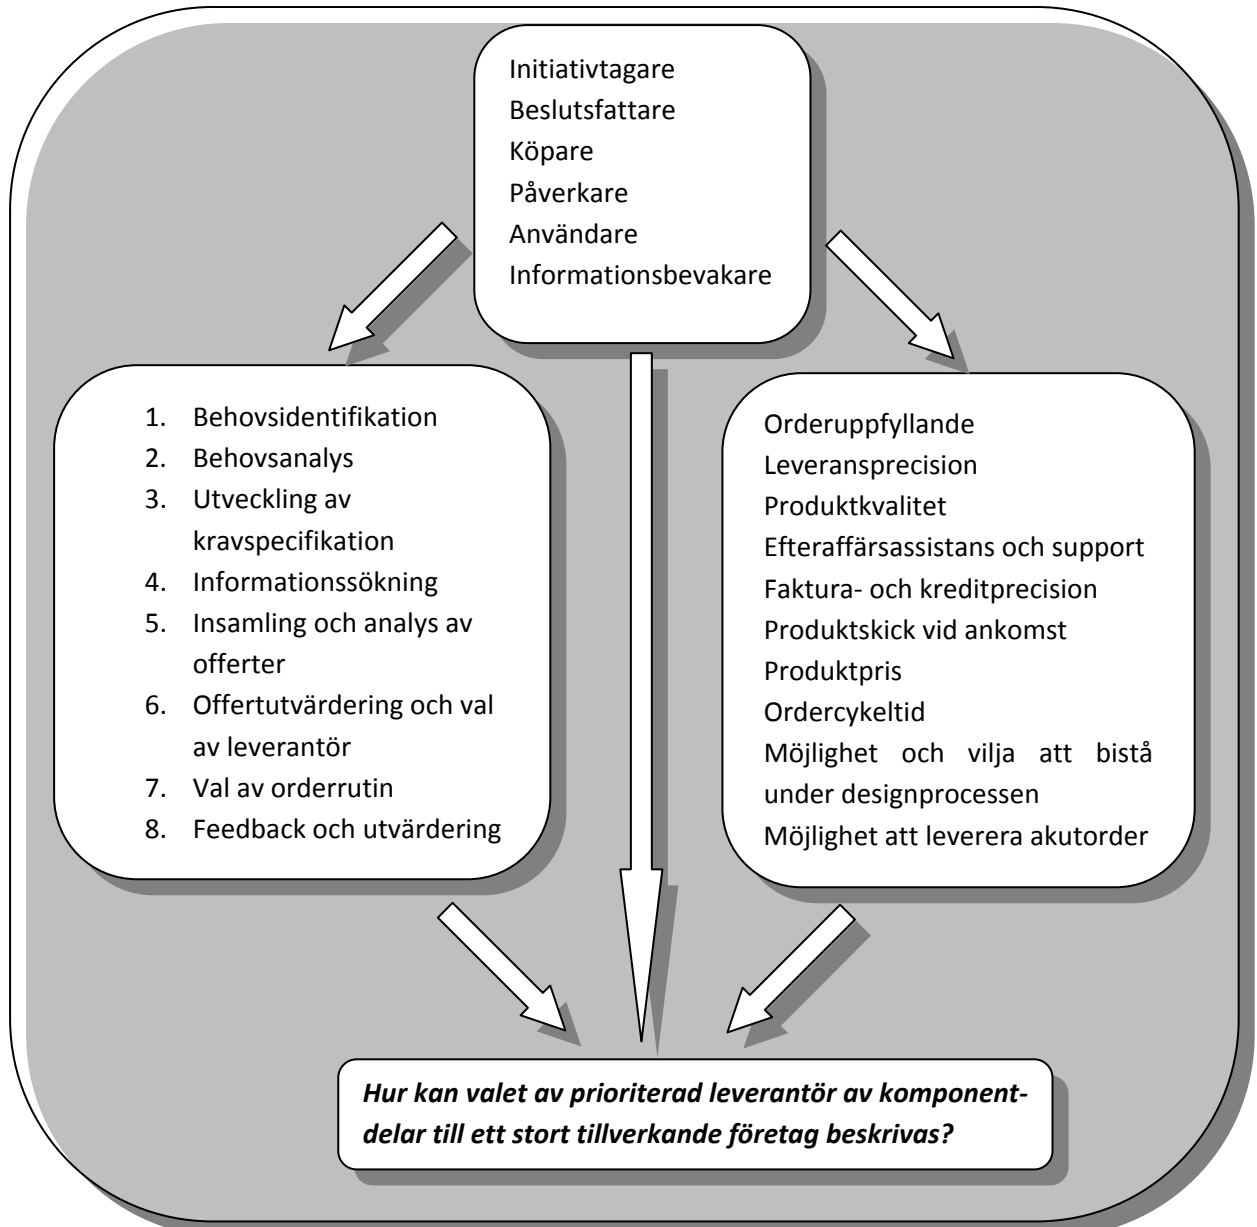 Initiativtagare
Beslutsfattare
Köpare
Påverkare
Användare
Informationsbevakare
1. Behovsidentifikation
2. Behovsanalys
3. Utveckling av
kravspecifikation
4. Informationssökning
5. Insamling och analys av
offerter
6. Offertutvärdering och val
av leverantör
7. Val av orderrutin
8. Feedback och utvärdering
Orderuppfyllande
Leveransprecision
Produktkvalitet
Efteraffärsassistans och support
Faktura- och kreditprecision
Produktskick vid ankomst
Produktpris
Ordercykeltid
Möjlighet och vilja att bistå
under designprocessen
Möjlighet att leverera akutorder
Hur kan valet av prioriterad leverantör av komponent-
delar till ett stort tillverkande företag beskrivas?